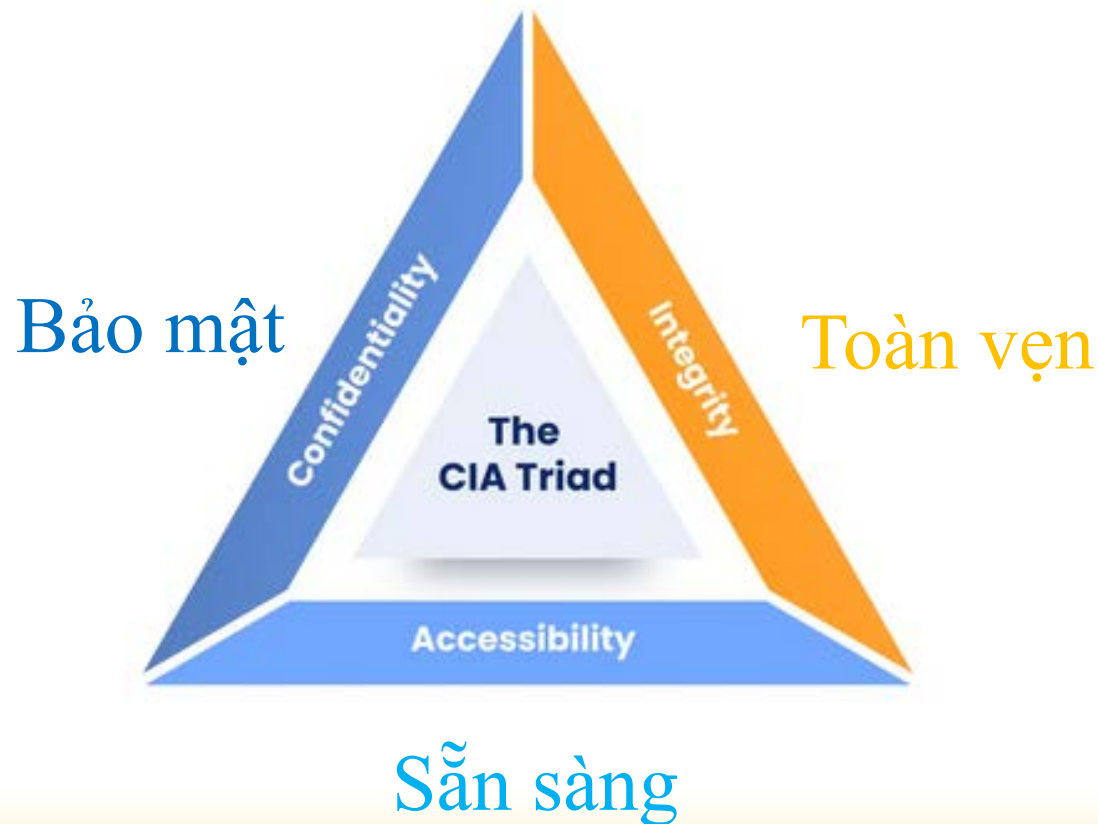 Bảo mật
Confidentiality
The
CIA Triad
Integrity
Toàn vẹn
Accessibility
Sẵn sàng